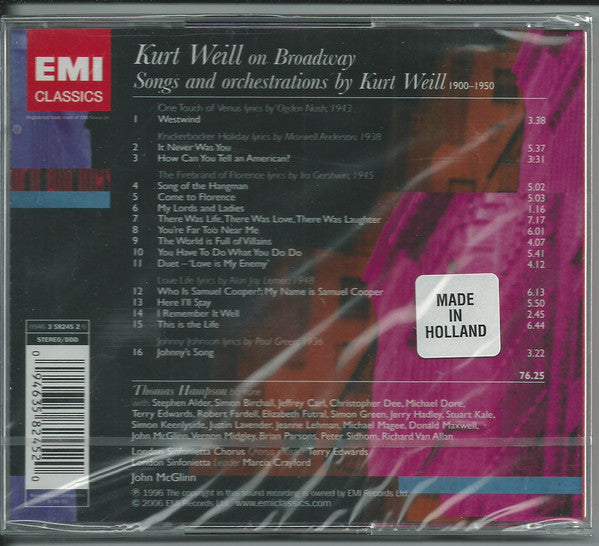 EMI
CLASSICS
Kurt Weill on Broadway
Songs and orchestrations by Kurt Weill 1900–1950
One Touch of Venus lyrics by Ogden Nash; 1943
1 Westwind 3.38
Knickerbocker Holiday lyrics by Maxwell Anderson; 1938
2 It Never Was You 5.37
3 How Can You Tell an American? 3:31
The Firebrand of Florence lyrics by Ira Gershwin; 1945
4 Song of the Hangman 5.02
5 Come to Florence 5.03
6 My Lords and Ladies 1.16
7 There Was Life, There Was Love, There Was Laughter 7.17
8 You're Far Too Near Me 6.01
9 The World is Full of Villains 4.07
10 You Have To Do What You Do Do 5.41
11 Duet – 'Love is My Enemy' 4.12
Love Life lyrics by Alan Jay Lerner; 1948
12 Who Is Samuel Cooper?; My Name is Samuel Cooper 6.13
13 Here I'll Stay 5.50
14 I Remember It Well 2.45
15 This is the Life 6.44
Johnny Johnson lyrics by Paul Green; 1936
16 Johnny's Song 3.22
76.25
MADE
IN
HOLLAND
0946 3 58245 2 0
STEREO/DDD
0 94635 82452 0
Thomas Hampson baritone
with Stephen Alder, Simon Birchall, Jeffrey Carl, Christopher Dee, Michael Dore,
Terry Edwards, Robert Fardell, Elizabeth Futral, Simon Green, Jerry Hadley, Stuart Kale,
Simon Keenlyside, Justin Lavender, Jeanne Lehman, Michael Magee, Donald Maxwell,
John McGlinn, Vernon Midgley, Brian Parsons, Peter Sidhom, Richard Van Allan
London Sinfonietta Chorus Chorus master Terry Edwards
London Sinfonietta Leader Marcia Crayford
John McGlinn
℗ 1996 The copyright in this sound recording is owned by EMI Records Ltd.
© 2006 EMI Records Ltd. www.emiclassics.com